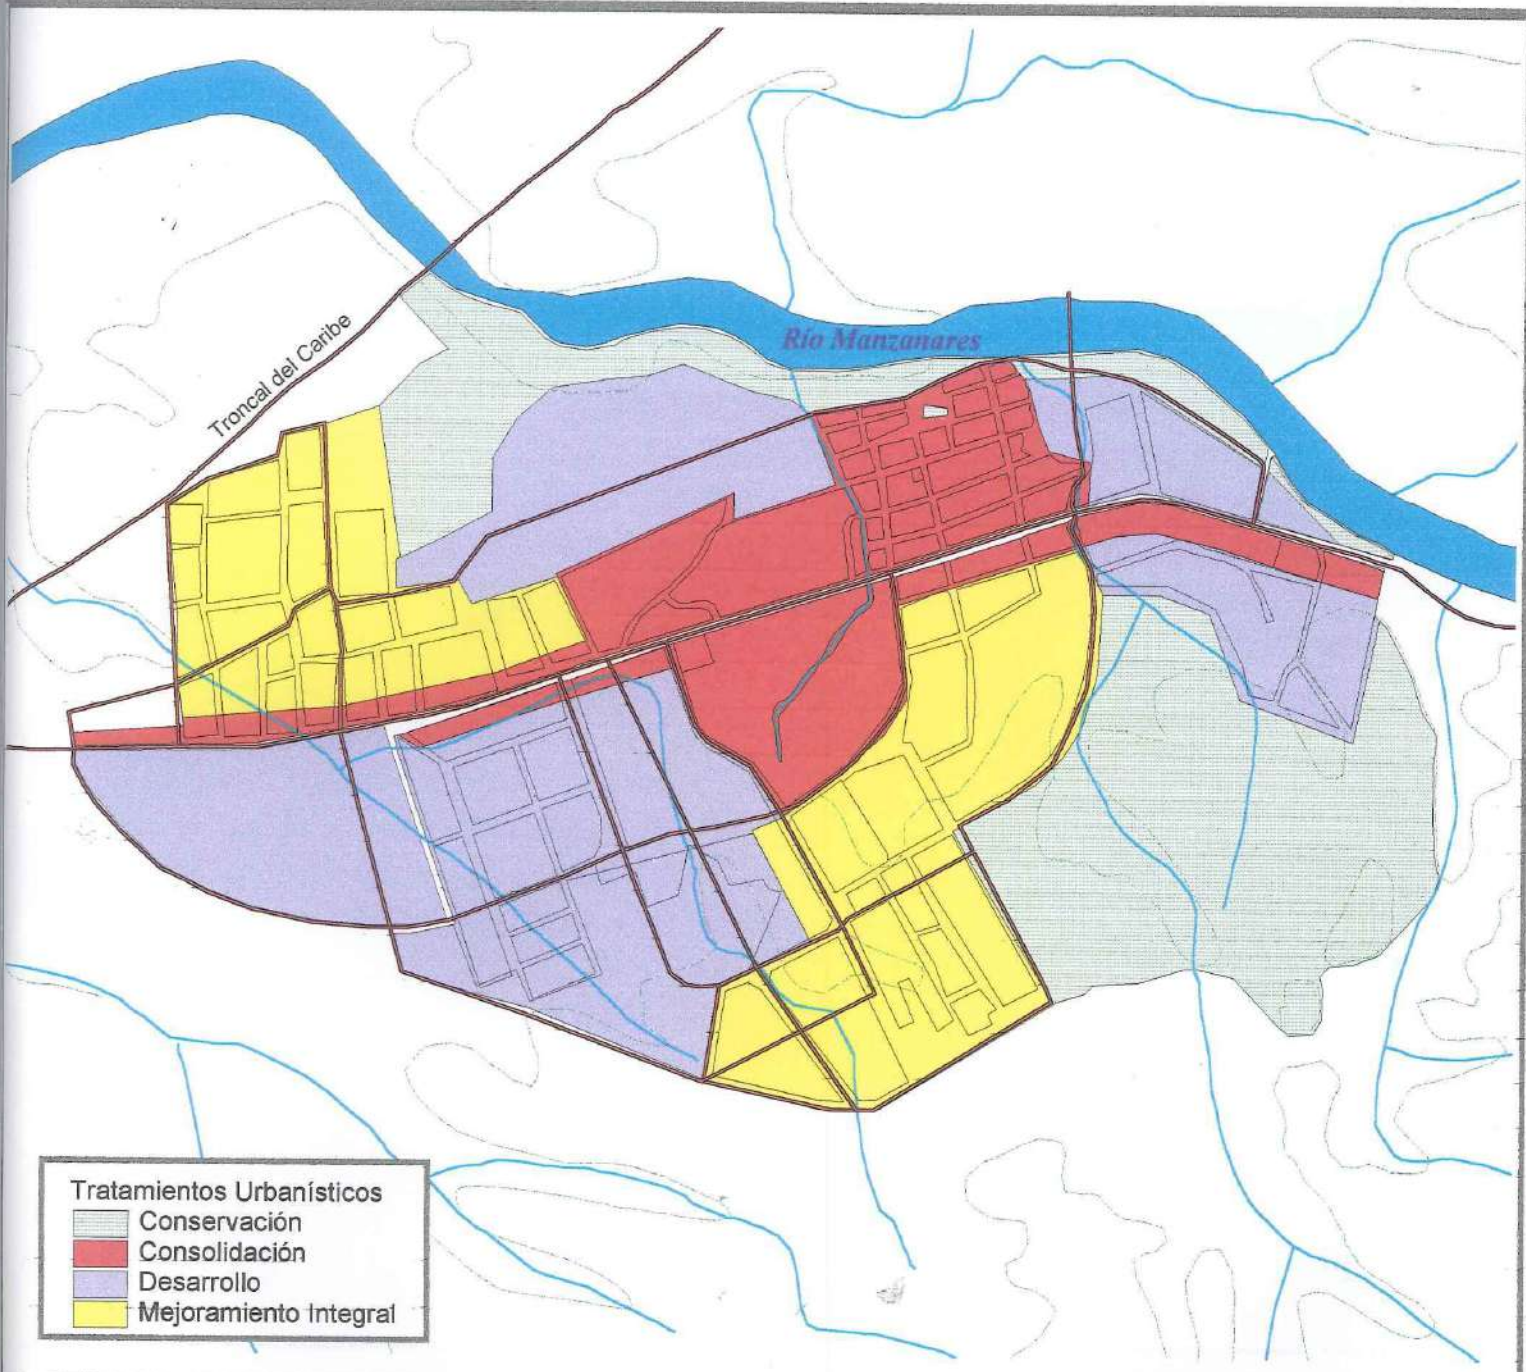 Río Manzanares
Troncal del Caribe
Tratamientos Urbanísticos
Conservación
Consolidación
Desarrollo
Mejoramiento Integral